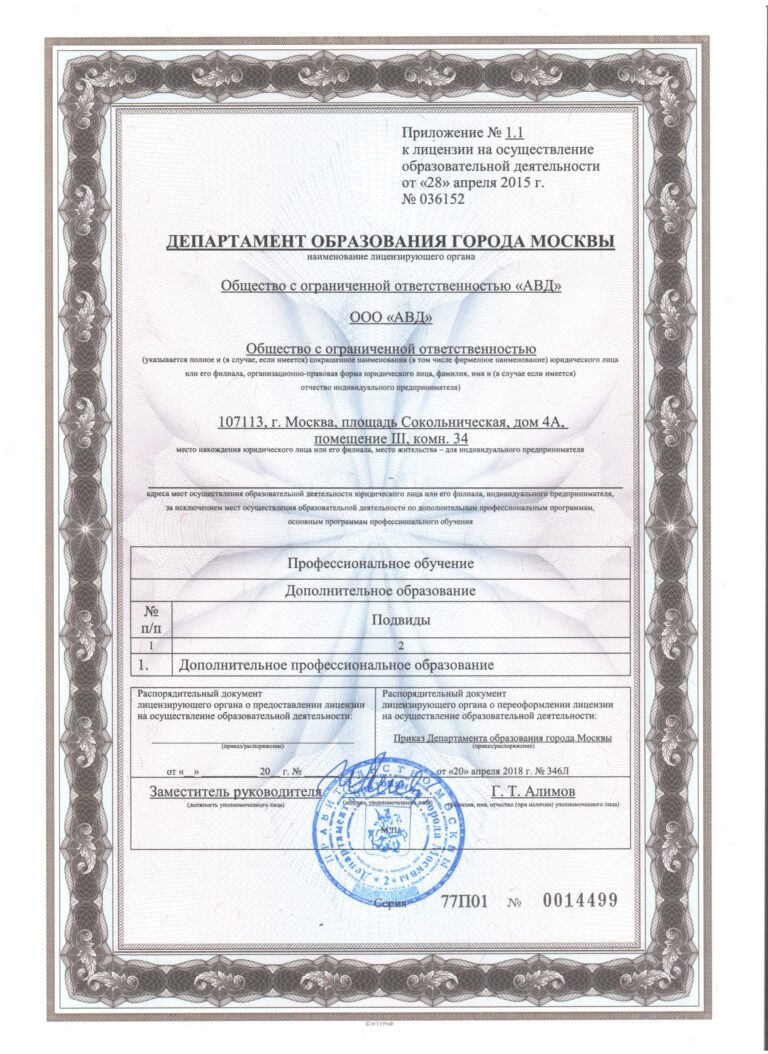 Приложение № 1.1
к лицензии на осуществление
образовательной деятельности
от «28» апреля 2015 г.
№ 036152
ДЕПАРТАМЕНТ ОБРАЗОВАНИЯ ГОРОДА МОСКВЫ
наименование лицензирующего органа
Общество с ограниченной ответственностью «АВД»
ООО «АВД»
Общество с ограниченной ответственностью
(указывается полное и (в случае, если имеется) сокращенное наименования (в том числе фирменное наименование) юридического лица
или его филиала, организационно-правовая форма юридического лица, фамилия, имя и (в случае если имеется)
отчество индивидуального предпринимателя)
107113, г. Москва, площадь Сокольническая, дом 4А,
помещение III, комн. 34
место нахождения юридического лица или его филиала, место жительства – для индивидуального предпринимателя
–
адреса мест осуществления образовательной деятельности юридического лица или его филиала, индивидуального предпринимателя,
за исключением мест осуществления образовательной деятельности по дополнительным профессиональным программам,
основным программам профессионального обучения
Профессиональное обучение
Дополнительное образование
№ п/п
Подвиды
1
2
1.
Дополнительное профессиональное образование
Распорядительный документ
лицензирующего органа о предоставлении лицензии
на осуществление образовательной деятельности:
(приказ/распоряжение)
от «_»
20
г. №
Распорядительный документ
лицензирующего органа о переоформлении лицензии
на осуществление образовательной деятельности:
Приказ Департамента образования города Москвы
(приказ/распоряжение)
от «20» апреля 2018 г. № 346Л
Заместитель руководителя
(должность уполномоченного лица)
(подпись уполномоченного лица)
Г. Т. Алимов
(фамилия, имя, отчество (при наличии) уполномоченного лица)
ПРАВИТЕЛЬСТВО МОСКВЫ
Департамент образования города Москвы
* 2 *
М.П.
Серия 77П01 № 0014499
© Н•Т•ГРАФ